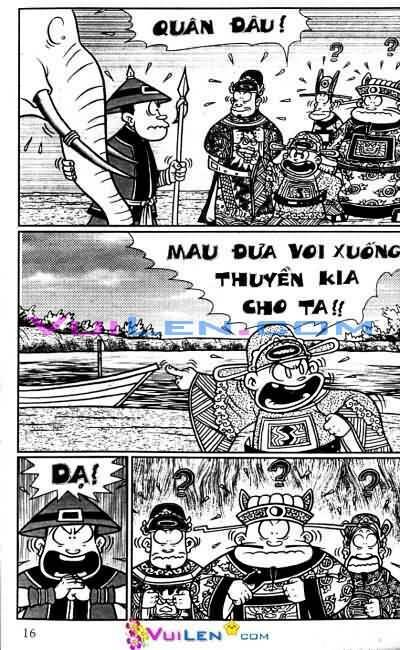 QUÂN ĐÂU!
?
?
MAU ĐƯA VOI XUỐNG
THUYỀN KIA
CHO TA!!
VUILEN.COM
DẠ!
?
?
?
16
VUILEN.COM